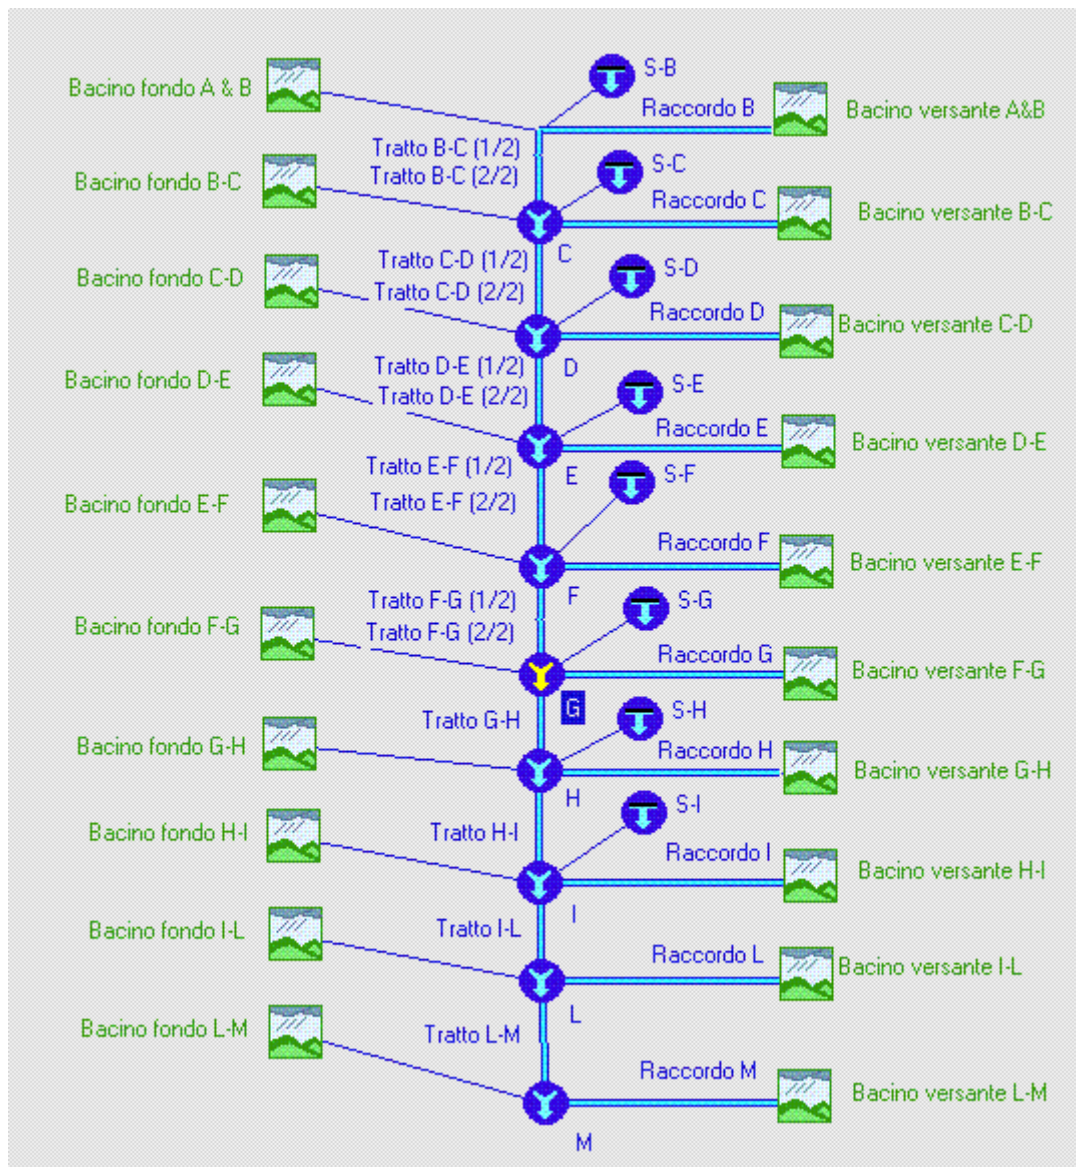 S-B
Bacino fondo A & B
Raccordo B
Bacino versante A&B
Tratto B-C (1/2)
Tratto B-C (2/2)
S-C
Bacino fondo B-C
Raccordo C
Bacino versante B-C
C
Tratto C-D (1/2)
S-D
Bacino fondo C-D
Tratto C-D (2/2)
Raccordo D
Bacino versante C-D
D
Tratto D-E (1/2)
S-E
Bacino fondo D-E
Tratto D-E (2/2)
Raccordo E
Bacino versante D-E
E
Tratto E-F (1/2)
S-F
Bacino fondo E-F
Tratto E-F (2/2)
Raccordo F
Bacino versante E-F
F
Tratto F-G (1/2)
S-G
Bacino fondo F-G
Tratto F-G (2/2)
Raccordo G
Bacino versante F-G
G
Tratto G-H
S-H
Bacino fondo G-H
Raccordo H
Bacino versante G-H
H
S-I
Bacino fondo H-I
Tratto H-I
Raccordo I
Bacino versante H-I
I
Bacino fondo I-L
Tratto I-L
Raccordo L
Bacino versante I-L
L
Bacino fondo L-M
Tratto L-M
Raccordo M
Bacino versante L-M
M